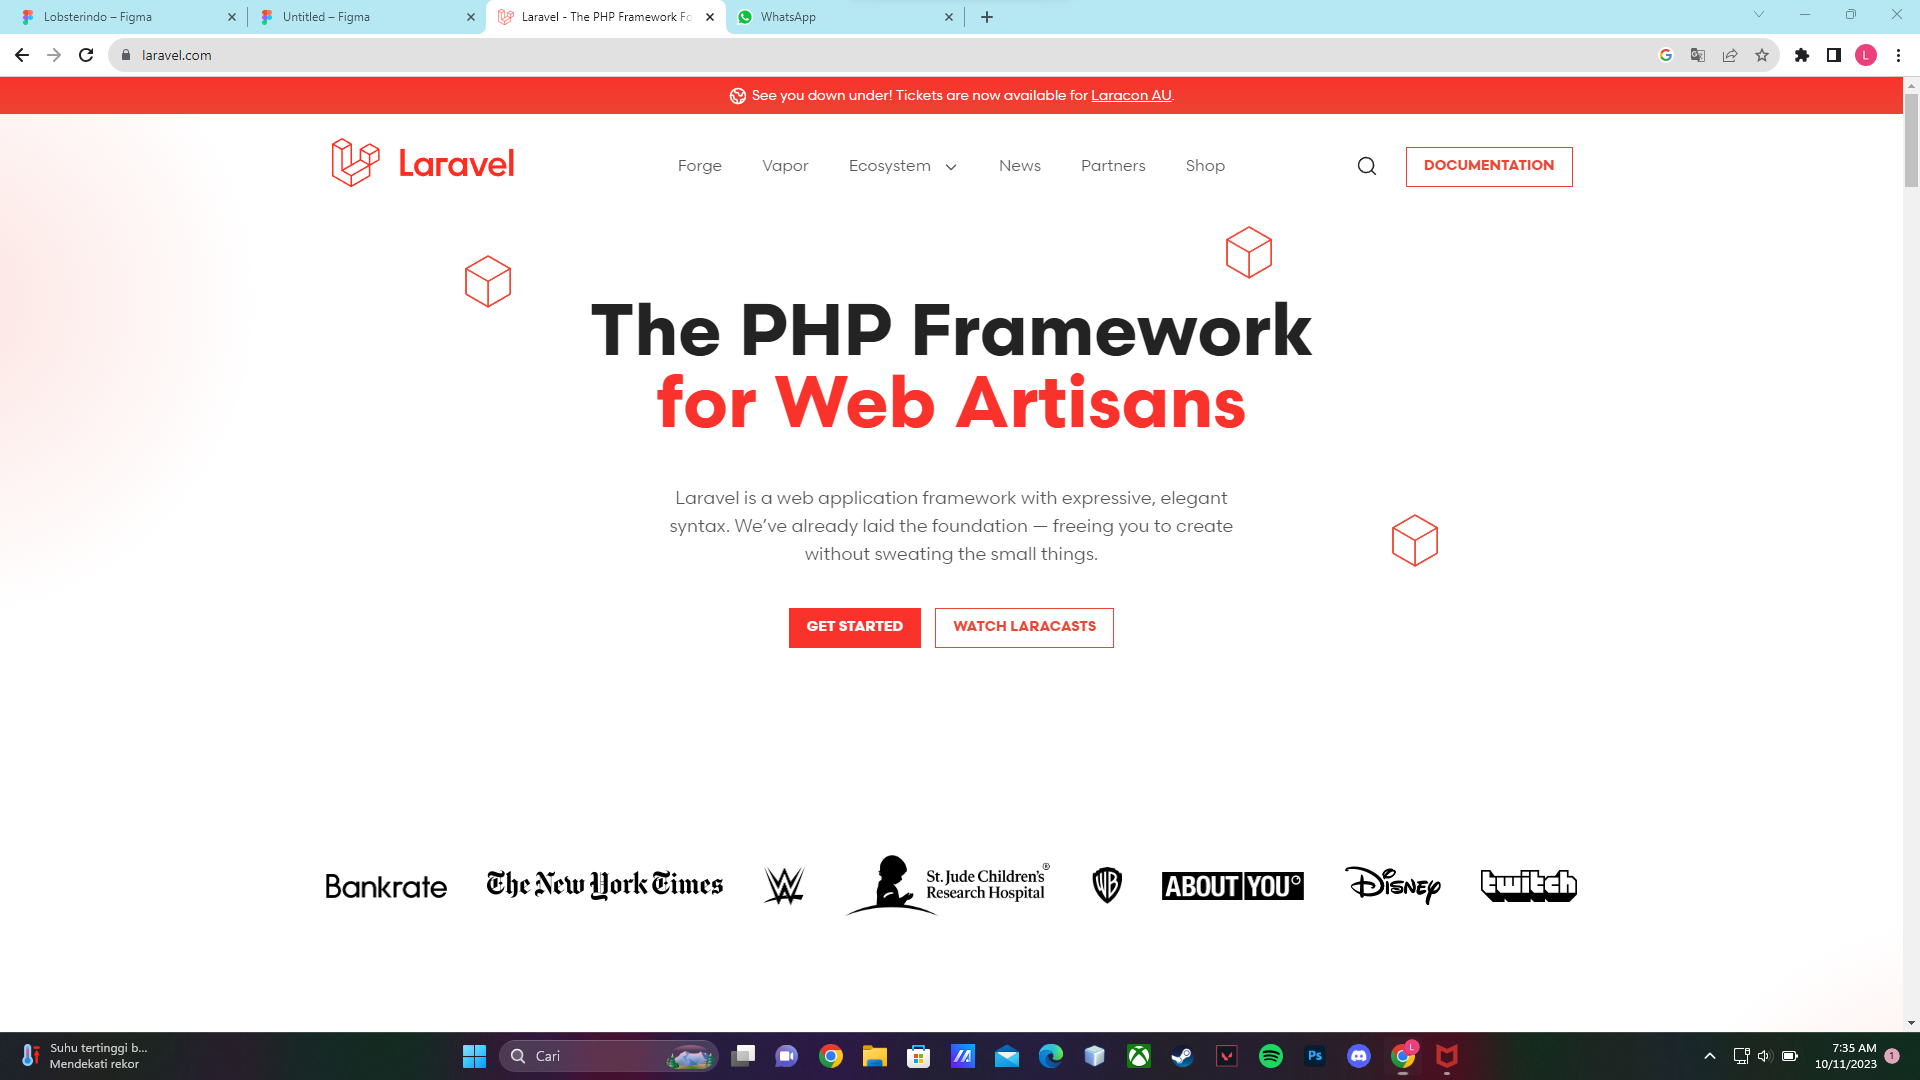 Lobsterindo – Figma
Untitled – Figma
Laravel - The PHP Framework Fo
WhatsApp
laravel.com
L
See you down under! Tickets are now available for Laracon AU.
Laravel
Forge
Vapor
Ecosystem
News
Partners
Shop
DOCUMENTATION
The PHP Framework
for Web Artisans
Laravel is a web application framework with expressive, elegant
syntax. We’ve already laid the foundation — freeing you to create
without sweating the small things.
GET STARTED
WATCH LARACASTS
Bankrate
The New York Times
W
St. Jude Children's®
Research Hospital
WB
ABOUT YOU
Disney
twitch
Suhu tertinggi b...
Mendekati rekor
Cari
Ps
L
7:35 AM
10/11/2023
1